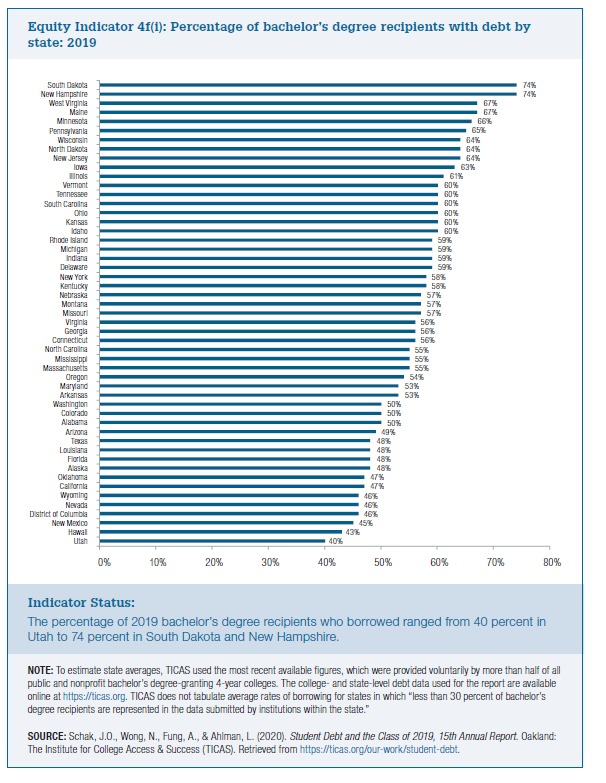 Equity Indicator 4f(i): Percentage of bachelor's degree recipients with debt by
state: 2019
South Dakota 74%
New Hampshire 74%
West Virginia 67%
Maine 67%
Minnesota 66%
Pennsylvania 65%
Wisconsin 64%
North Dakota 64%
New Jersey 64%
Iowa 63%
Illinois 61%
Vermont 60%
Tennessee 60%
South Carolina 60%
Ohio 60%
Kansas 60%
Idaho 60%
Rhode Island 59%
Michigan 59%
Indiana 59%
Delaware 59%
New York 58%
Kentucky 58%
Nebraska 57%
Montana 57%
Missouri 57%
Virginia 56%
Georgia 56%
Connecticut 56%
North Carolina 55%
Mississippi 55%
Massachusetts 55%
Oregon 54%
Maryland 53%
Arkansas 53%
Washington 50%
Colorado 50%
Alabama 50%
Arizona 49%
Texas 48%
Louisiana 48%
Florida 48%
Alaska 48%
Oklahoma 47%
California 47%
Wyoming 46%
Nevada 46%
District of Columbia 46%
New Mexico 45%
Hawaii 43%
Utah 40%
0% 10% 20% 30% 40% 50% 60% 70% 80%
Indicator Status:
The percentage of 2019 bachelor's degree recipients who borrowed ranged from 40 percent in
Utah to 74 percent in South Dakota and New Hampshire.
NOTE: To estimate state averages, TICAS used the most recent available figures, which were provided voluntarily by more than half of all
public and nonprofit bachelor's degree-granting 4-year colleges. The college- and state-level debt data used for the report are available
online at https://ticas.org. TICAS does not tabulate average rates of borrowing for states in which "less than 30 percent of bachelor's
degree recipients are represented in the data submitted by institutions within the state."
SOURCE: Schak, J.O., Wong, N., Fung, A., & Ahlman, L. (2020). Student Debt and the Class of 2019, 15th Annual Report. Oakland:
The Institute for College Access & Success (TICAS). Retrieved from https://ticas.org/our-work/student-debt.